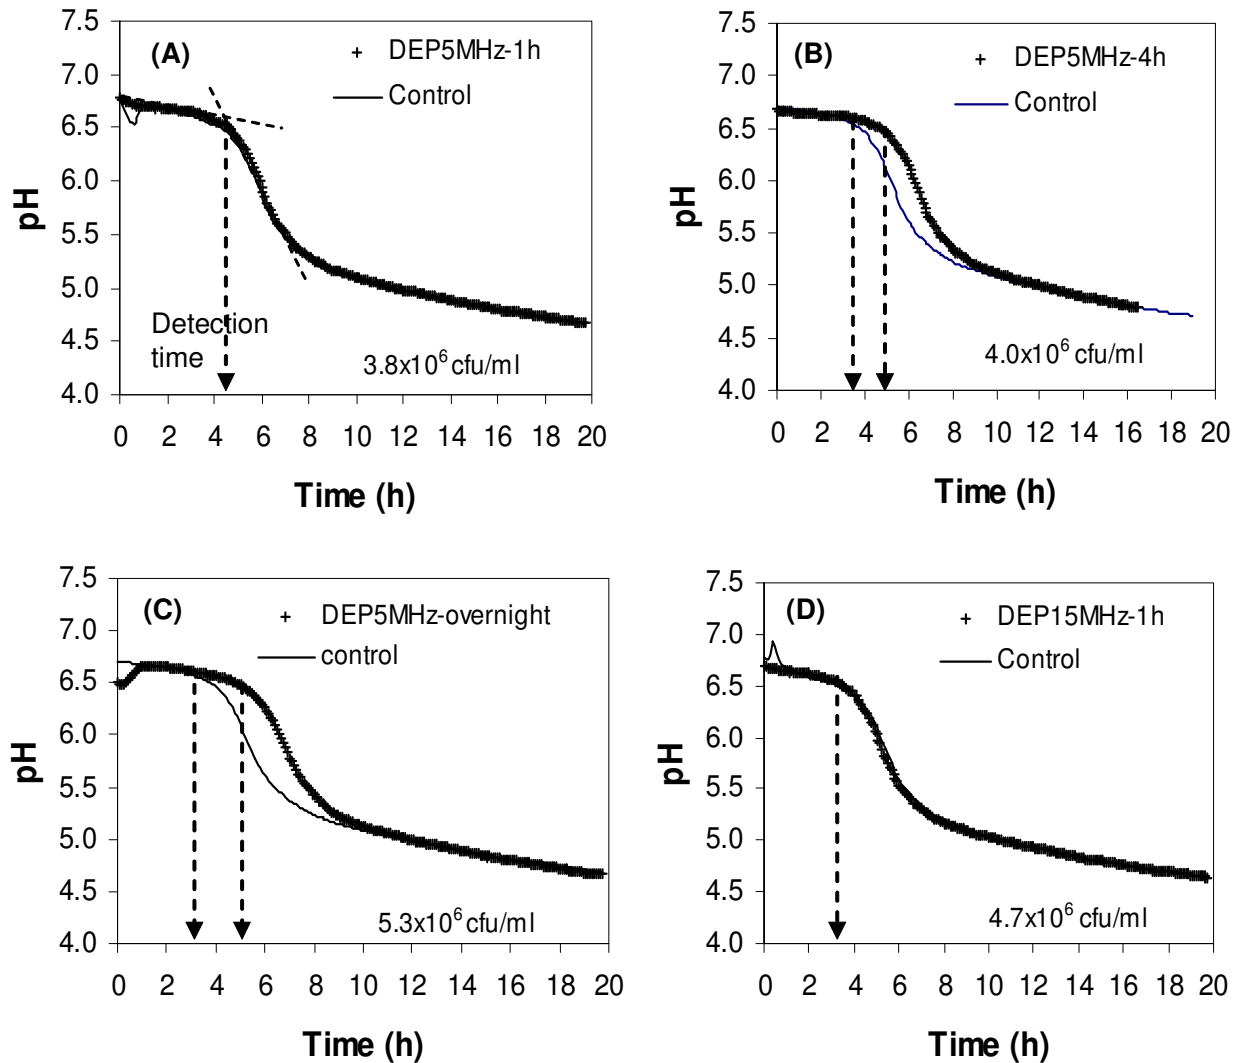 (A)
+ DEP5MHz-1h
Control
7.5
7.0
6.5
6.0
5.5
5.0
4.5
4.0
pH
Detection
time
3.8x10⁶ cfu/ml
0 2 4 6 8 10 12 14 16 18 20
Time (h)
(B)
+ DEP5MHz-4h
Control
7.5
7.0
6.5
6.0
5.5
5.0
4.5
4.0
pH
4.0x10⁶ cfu/ml
0 2 4 6 8 10 12 14 16 18 20
Time (h)
(C)
+ DEP5MHz-overnight
control
7.5
7.0
6.5
6.0
5.5
5.0
4.5
4.0
pH
5.3x10⁶ cfu/ml
0 2 4 6 8 10 12 14 16 18 20
Time (h)
(D)
+ DEP15MHz-1h
Control
7.5
7.0
6.5
6.0
5.5
5.0
4.5
4.0
pH
4.7x10⁶ cfu/ml
0 2 4 6 8 10 12 14 16 18 20
Time (h)